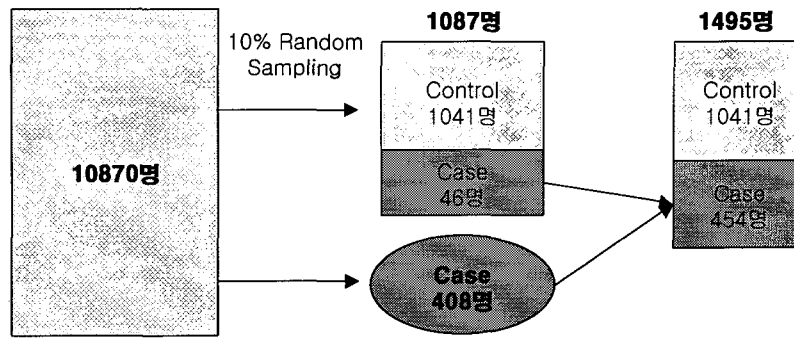 10870명
10% Random
Sampling
1087명
Control
1041명
Case
46명
Case
408명
1495명
Control
1041명
Case
454명